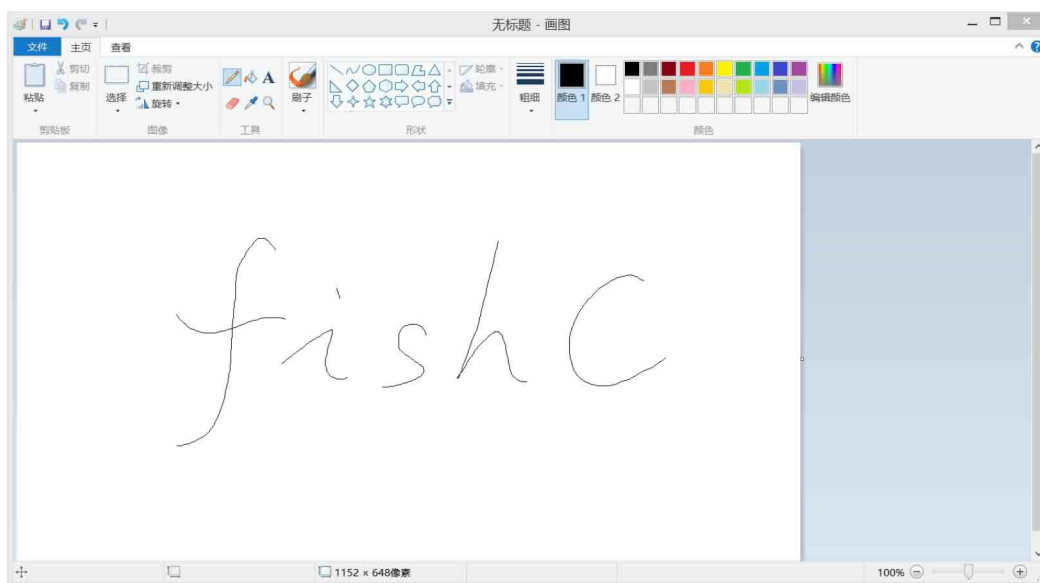 无标题 - 画图
文件 主页 查看
剪切 裁剪 轮廓
复制 重新调整大小 A 填充
粘贴 选择 旋转 刷子 粗细 颜色 1 颜色 2 编辑颜色
剪贴板 图像 工具 形状 颜色
fishC
1152 × 648像素 100%